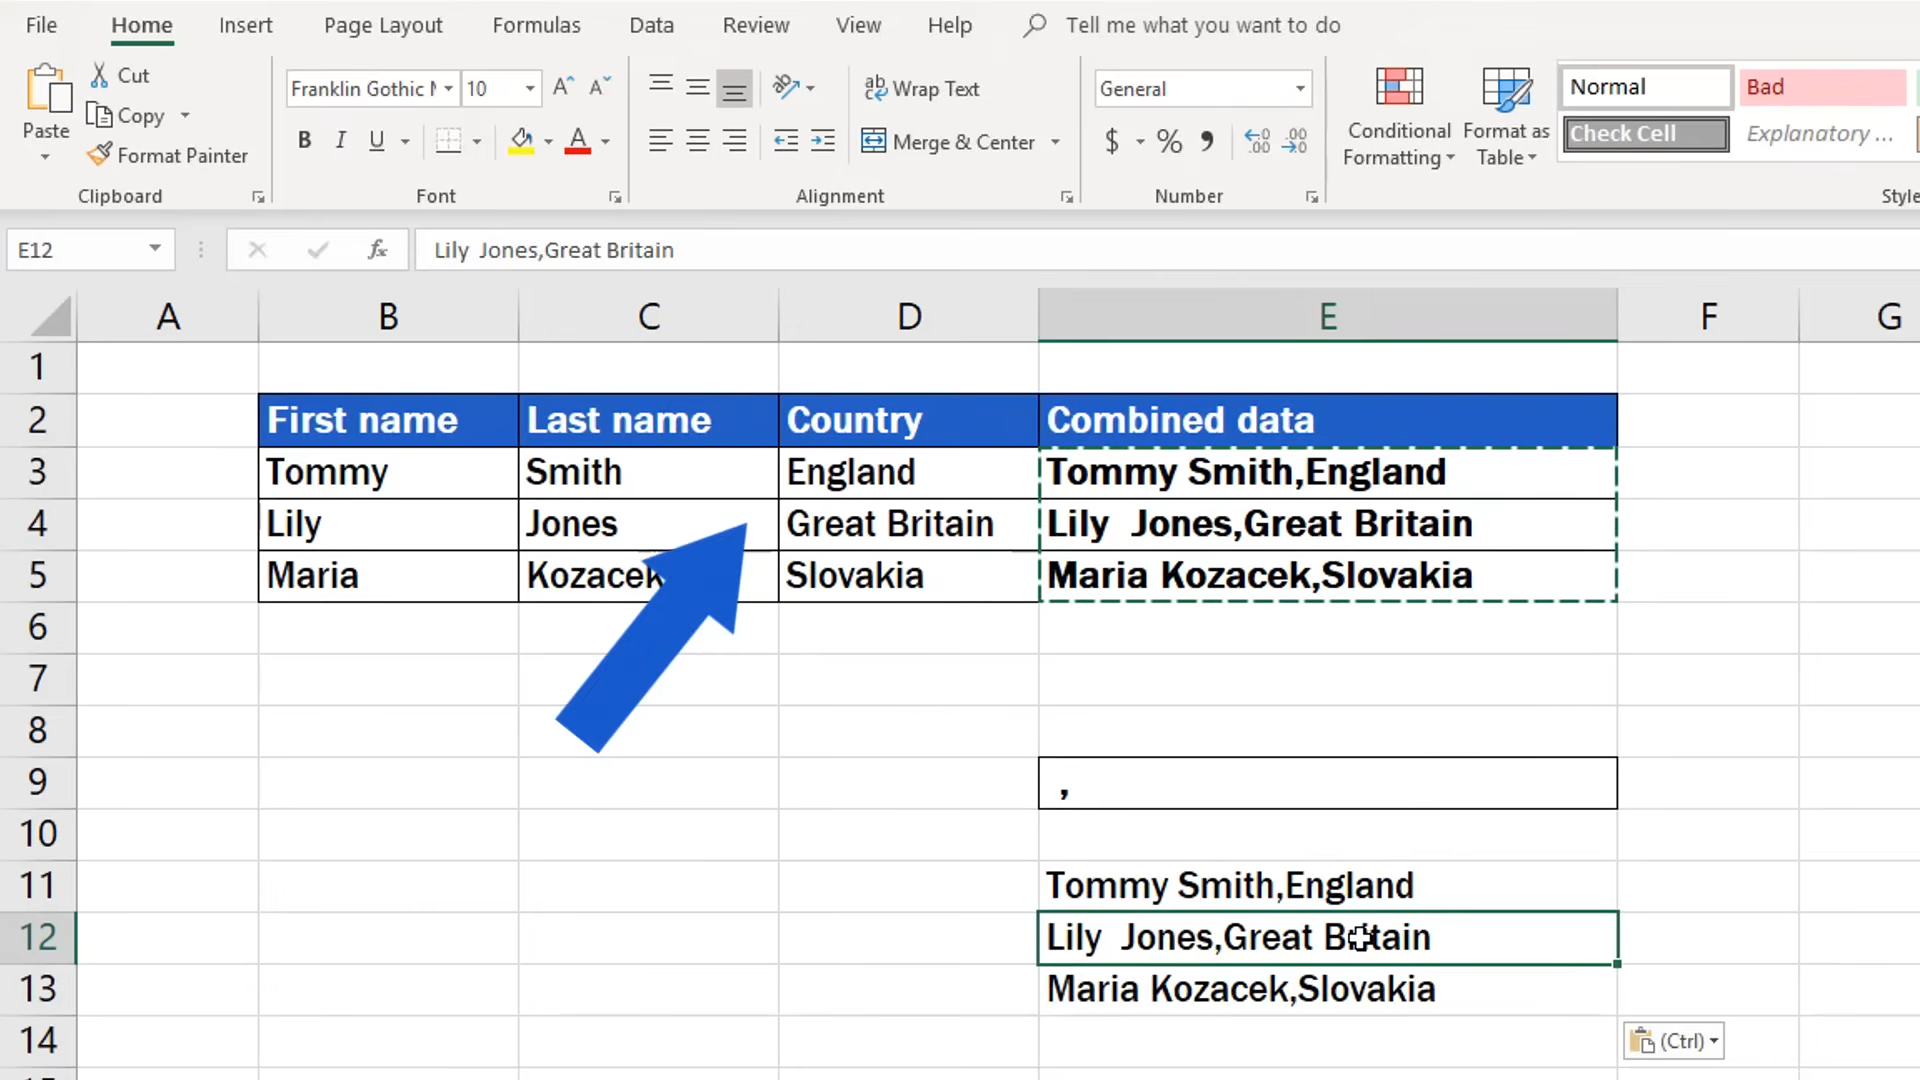 File Home Insert Page Layout Formulas Data Review View Help Tell me what you want to do
Paste
Cut
Copy
Format Painter
Clipboard
Franklin Gothic M 10
B I U
Font
ab Wrap Text
Merge & Center
Alignment
General
$ % ,
Number
Conditional Formatting
Format as Table
Normal Bad
Check Cell Explanatory ...
Style
E12 fx Lily  Jones,Great Britain
A B C D E F G
1
2 First name Last name Country Combined data
3 Tommy Smith England Tommy Smith,England
4 Lily Jones Great Britain Lily  Jones,Great Britain
5 Maria Kozacek Slovakia Maria Kozacek,Slovakia
6
7
8
9 ,
10
11 Tommy Smith,England
12 Lily  Jones,Great Britain
13 Maria Kozacek,Slovakia
14 (Ctrl)